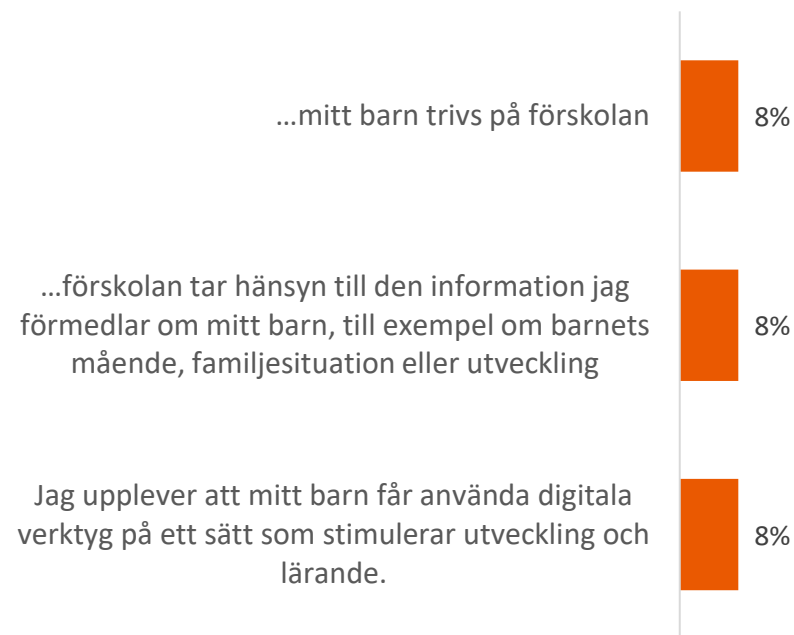 ...mitt barn trivs på förskolan
8%
...förskolan tar hänsyn till den information jag
förmedlar om mitt barn, till exempel om barnets
mående, familjesituation eller utveckling
8%
Jag upplever att mitt barn får använda digitala
verktyg på ett sätt som stimulerar utveckling och
lärande.
8%